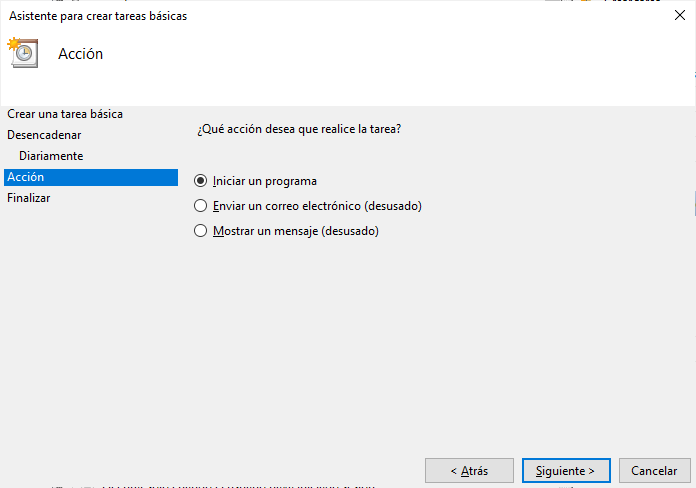 Asistente para crear tareas básicas
Acción
Crear una tarea básica
¿Qué acción desea que realice la tarea?
Desencadenar
Diariamente
Acción
Iniciar un programa
Finalizar
Enviar un correo electrónico (desusado)
Mostrar un mensaje (desusado)
< Atrás
Siguiente >
Cancelar